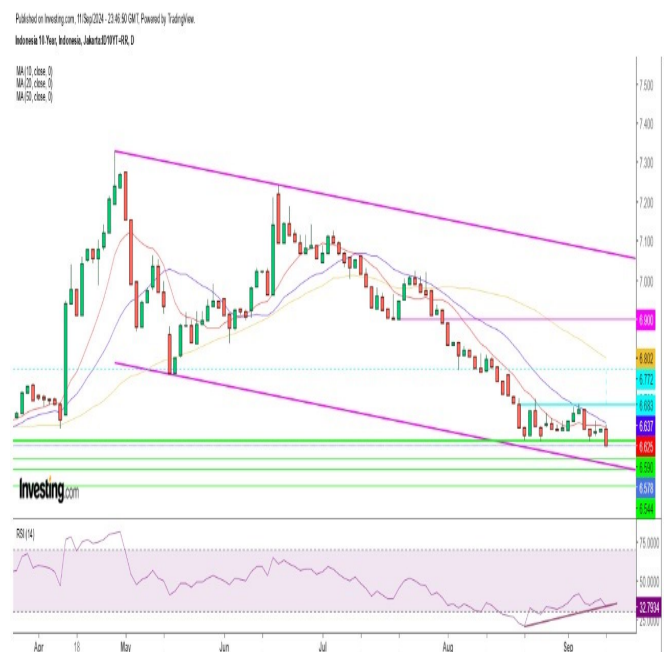 Published on Investing.com, 11/Sep/2024 - 23:46:50 GMT, Powered by TradingView.
Indonesia 10-Year, Indonesia, Jakarta:ID10YT=RR, D
MA (10, close, 0)
MA (20, close, 0)
MA (50, close, 0)
7.500
7.400
7.300
7.200
7.100
7.000
6.900
6.802
6.772
6.683
6.637
6.625
6.590
6.578
6.544
Investing.com
RSI (14)
75.0000
50.0000
32.7934
25.0000
Apr
18
May
Jun
Jul
Aug
Sep